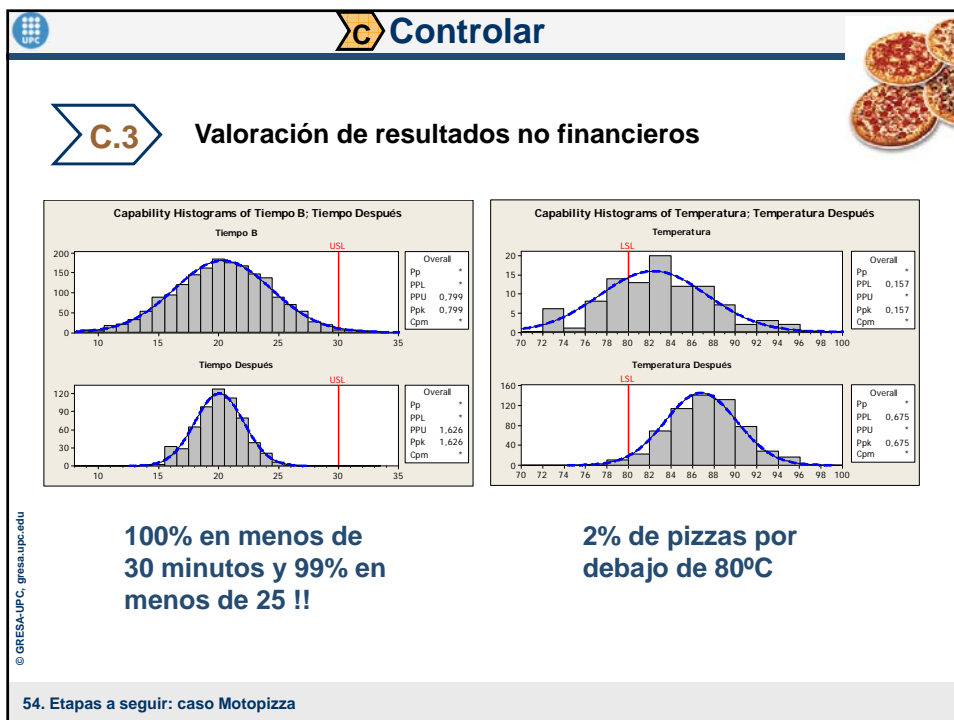 UPC
C Controlar
C.3
Valoración de resultados no financieros
Capability Histograms of Tiempo B; Tiempo Después
Tiempo B
USL
200
150
100
50
0
10 15 20 25 30 35
Overall
Pp *
PPL *
PPU 0,799
Ppk 0,799
Cpm *
Tiempo Después
USL
120
90
60
30
0
10 15 20 25 30 35
Overall
Pp *
PPL *
PPU 1,626
Ppk 1,626
Cpm *
Capability Histograms of Temperatura; Temperatura Después
Temperatura
LSL
20
15
10
5
0
70 72 74 76 78 80 82 84 86 88 90 92 94 96 98 100
Overall
Pp *
PPL 0,157
PPU *
Ppk 0,157
Cpm *
Temperatura Después
LSL
160
120
80
40
0
70 72 74 76 78 80 82 84 86 88 90 92 94 96 98 100
Overall
Pp *
PPL 0,675
PPU *
Ppk 0,675
Cpm *
100% en menos de
30 minutos y 99% en
menos de 25 !!
2% de pizzas por
debajo de 80ºC
© GRESA-UPC, gresa.upc.edu
54. Etapas a seguir: caso Motopizza